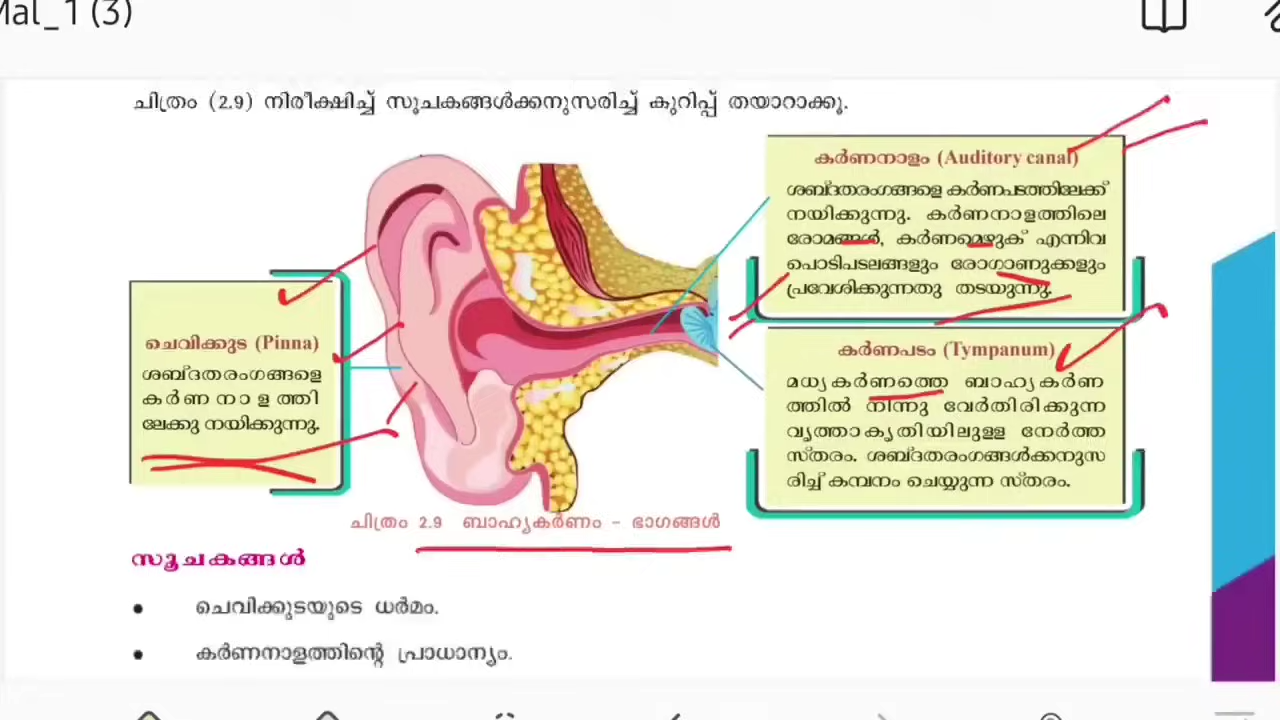 Mal_1 (3)
ചിത്രം (2.9) നിരീക്ഷിച്ച് സൂചകങ്ങൾക്കനുസരിച്ച് കുറിപ്പ് തയാറാക്കൂ.
ചെവിക്കുട (Pinna)
ശബ്ദതരംഗങ്ങളെ
കർണനാളത്തി
ലേക്കു നയിക്കുന്നു.
കർണനാളം (Auditory canal)
ശബ്ദതരംഗങ്ങളെ കർണപടത്തിലേക്ക്
നയിക്കുന്നു. കർണനാളത്തിലെ
രോമങ്ങൾ, കർണമെഴുക് എന്നിവ
പൊടിപടലങ്ങളും രോഗാണുക്കളും
പ്രവേശിക്കുന്നതു തടയുന്നു.
കർണപടം (Tympanum)
മധ്യകർണത്തെ ബാഹ്യകർണ
ത്തിൽ നിന്നു വേർതിരിക്കുന്ന
വൃത്താകൃതിയിലുള്ള നേർത്ത
സ്തരം. ശബ്ദതരംഗങ്ങൾക്കനുസ
രിച്ച് കമ്പനം ചെയ്യുന്ന സ്തരം.
ചിത്രം 2.9 ബാഹ്യകർണം - ഭാഗങ്ങൾ
സൂചകങ്ങൾ
• ചെവിക്കുടയുടെ ധർമം.
• കർണനാളത്തിന്റെ പ്രാധാന്യം.